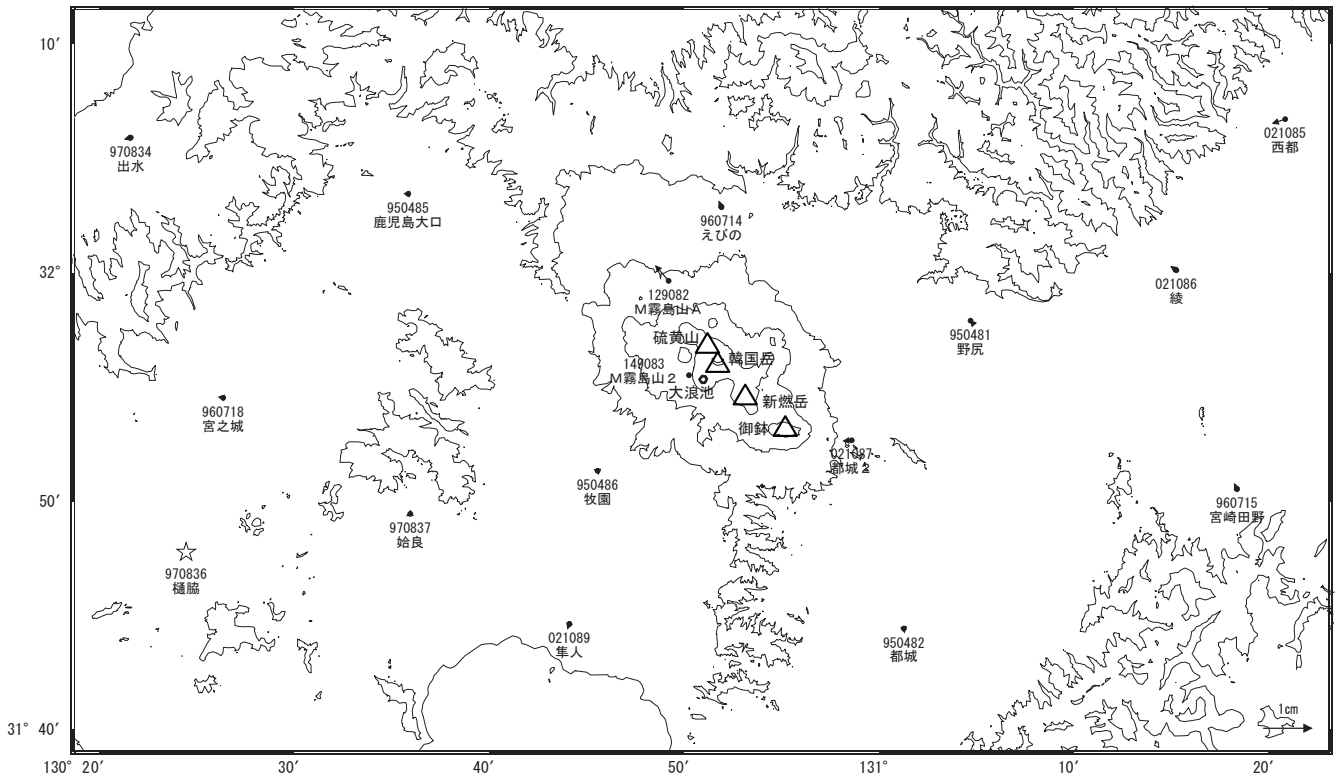 10′
970834
出水
021085
西都
950485
鹿児島大口
960714
えびの
32°
129082
M霧島山A
021086
綾
950481
野尻
硫黄山
韓国岳
149083
M霧島山2
大浪池
新燃岳
960718
宮之城
御鉢
021087
都城2
950486
牧園
50′
960715
宮崎田野
970837
姶良
970836
樋脇
021089
隼人
950482
都城
1cm
31° 40′
130° 20′
30′
40′
50′
131°
10′
20′